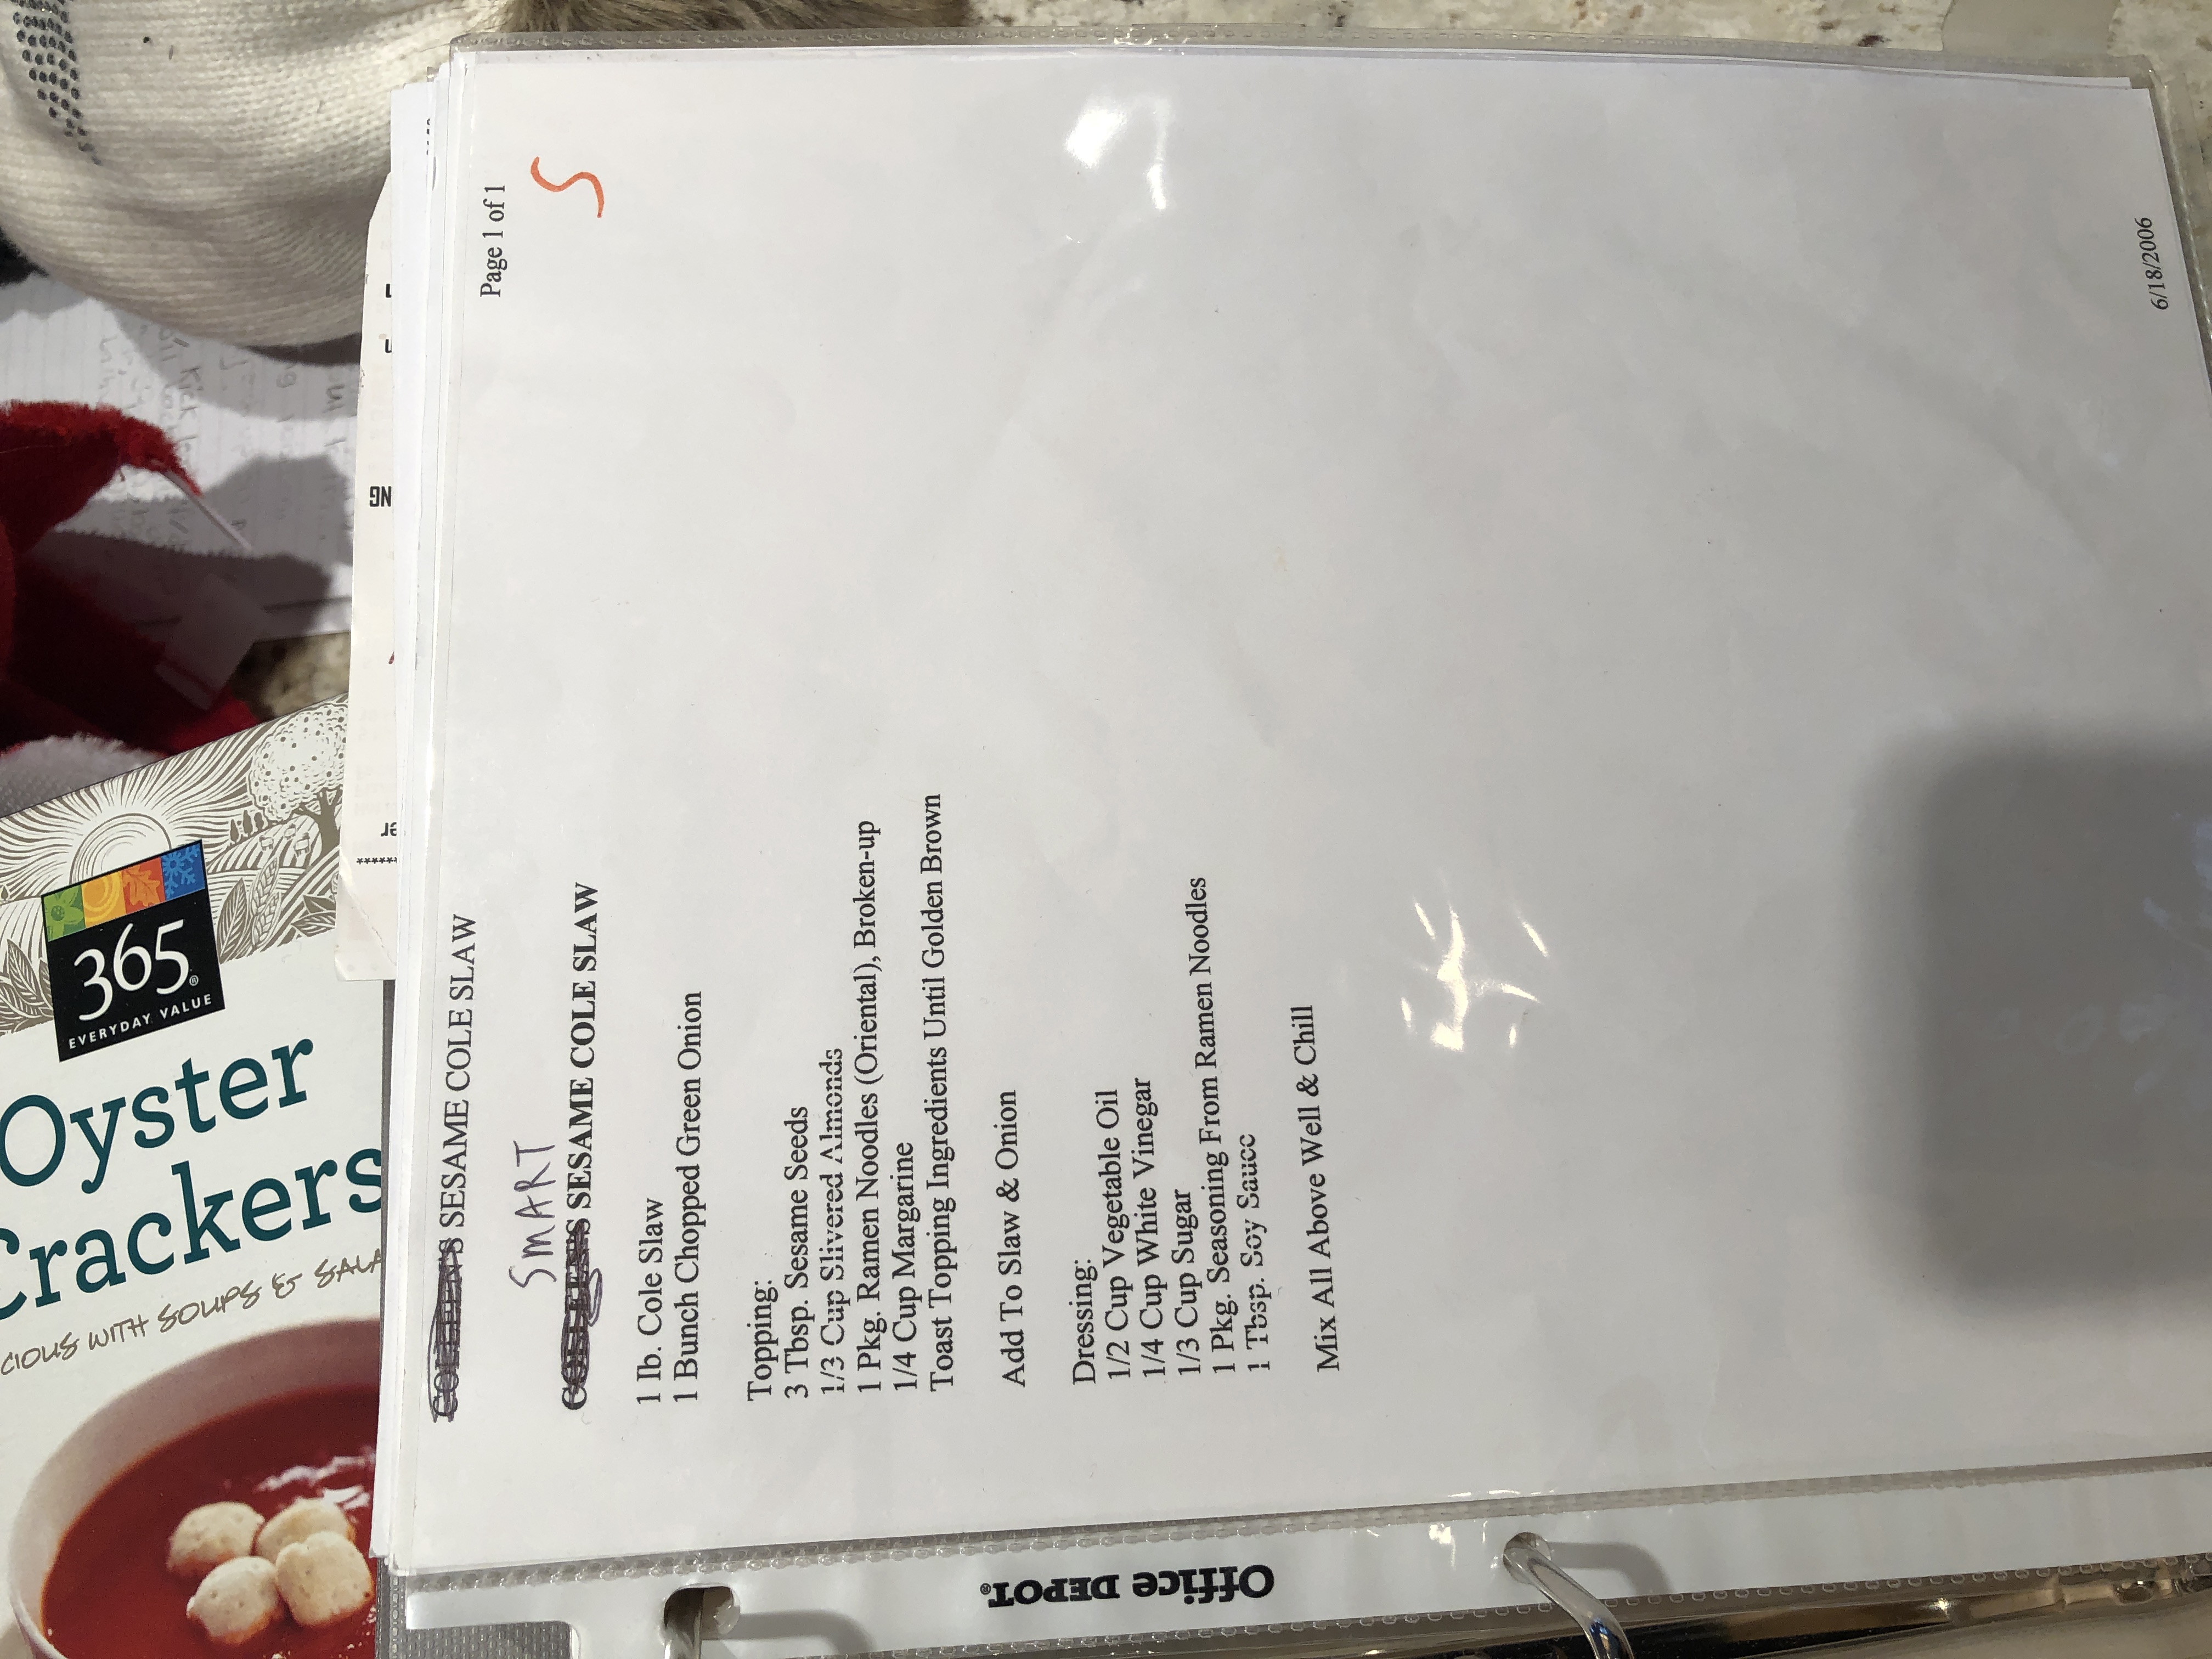 SESAME COLE SLAW
Page 1 of 1
S
SMART
SESAME COLE SLAW
1 lb. Cole Slaw
1 Bunch Chopped Green Onion
Topping:
3 Tbsp. Sesame Seeds
1/3 Cup Slivered Almonds
1 Pkg. Ramen Noodles (Oriental), Broken-up
1/4 Cup Margarine
Toast Topping Ingredients Until Golden Brown
Add To Slaw & Onion
Dressing:
1/2 Cup Vegetable Oil
1/4 Cup White Vinegar
1/3 Cup Sugar
1 Pkg. Seasoning From Ramen Noodles
1 Tbsp. Soy Sauce
Mix All Above Well & Chill
6/18/2006
Office DEPOT®
365®
EVERYDAY VALUE
Oyster
Crackers
WITH SOUPS &
NG
er
*****